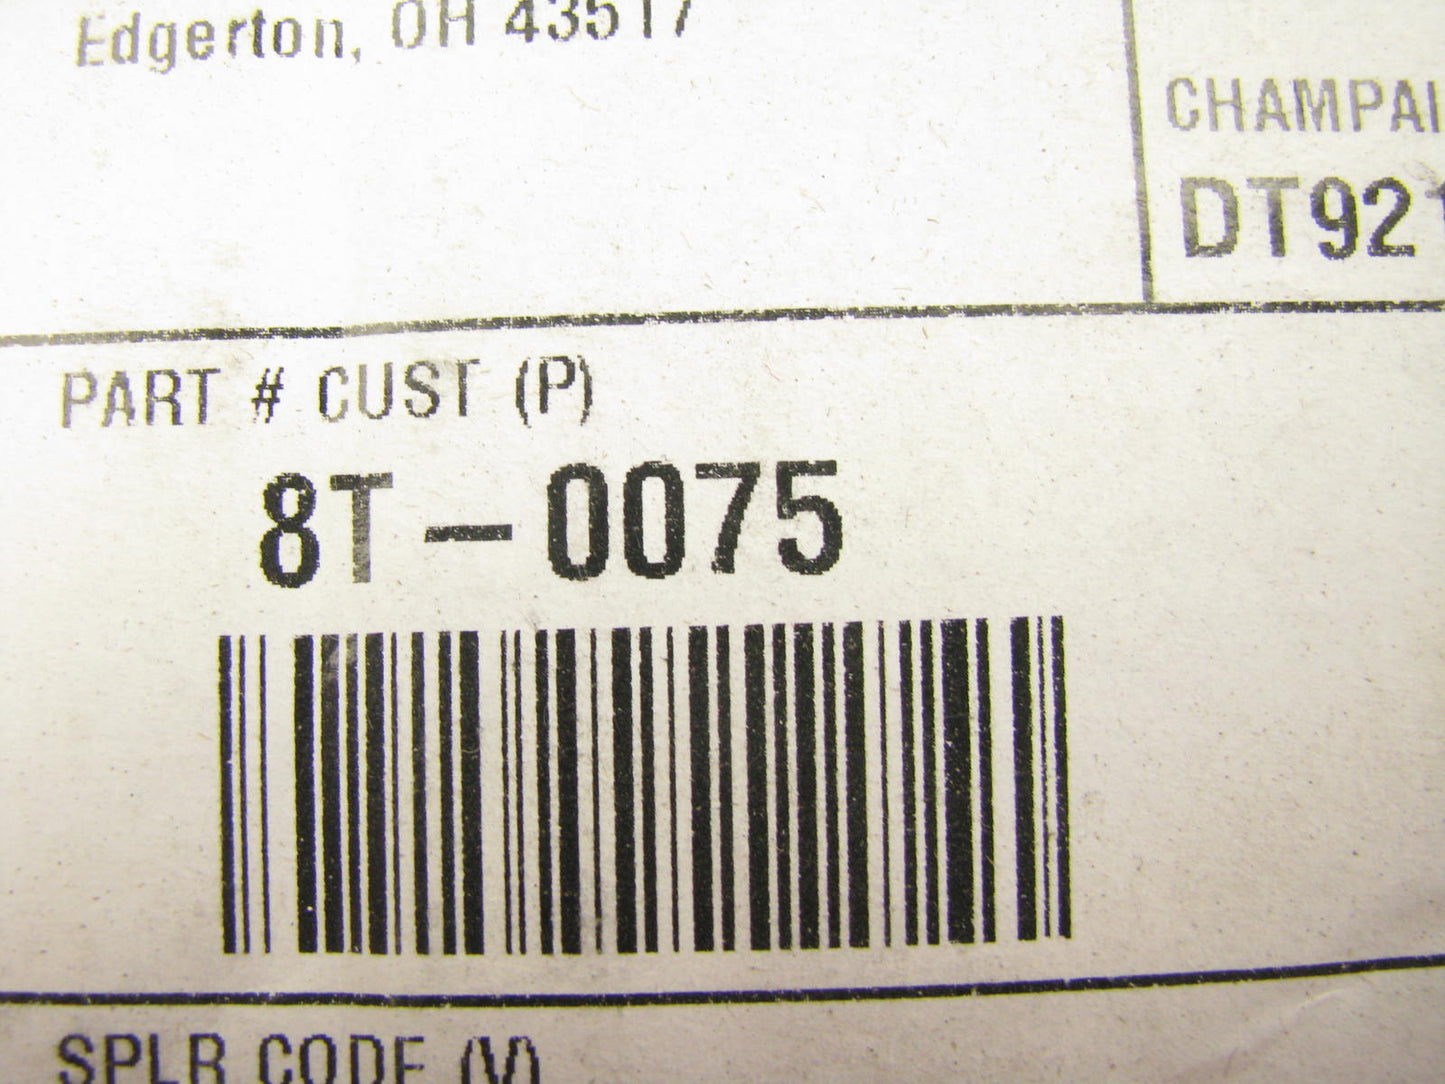 Edgerton, OH 43517
CHAMPAI
DT921
PART # CUST (P)
8T-0075
SPLR CODE (V)